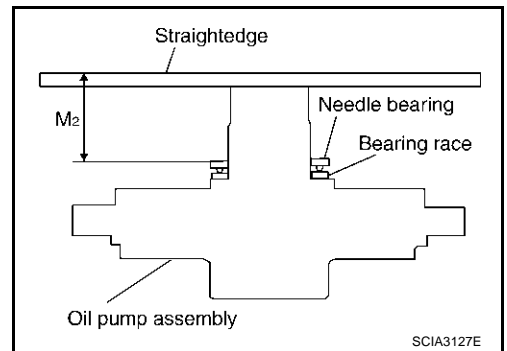 Straightedge
M2
Needle bearing
Bearing race
Oil pump assembly
SCIA3127E